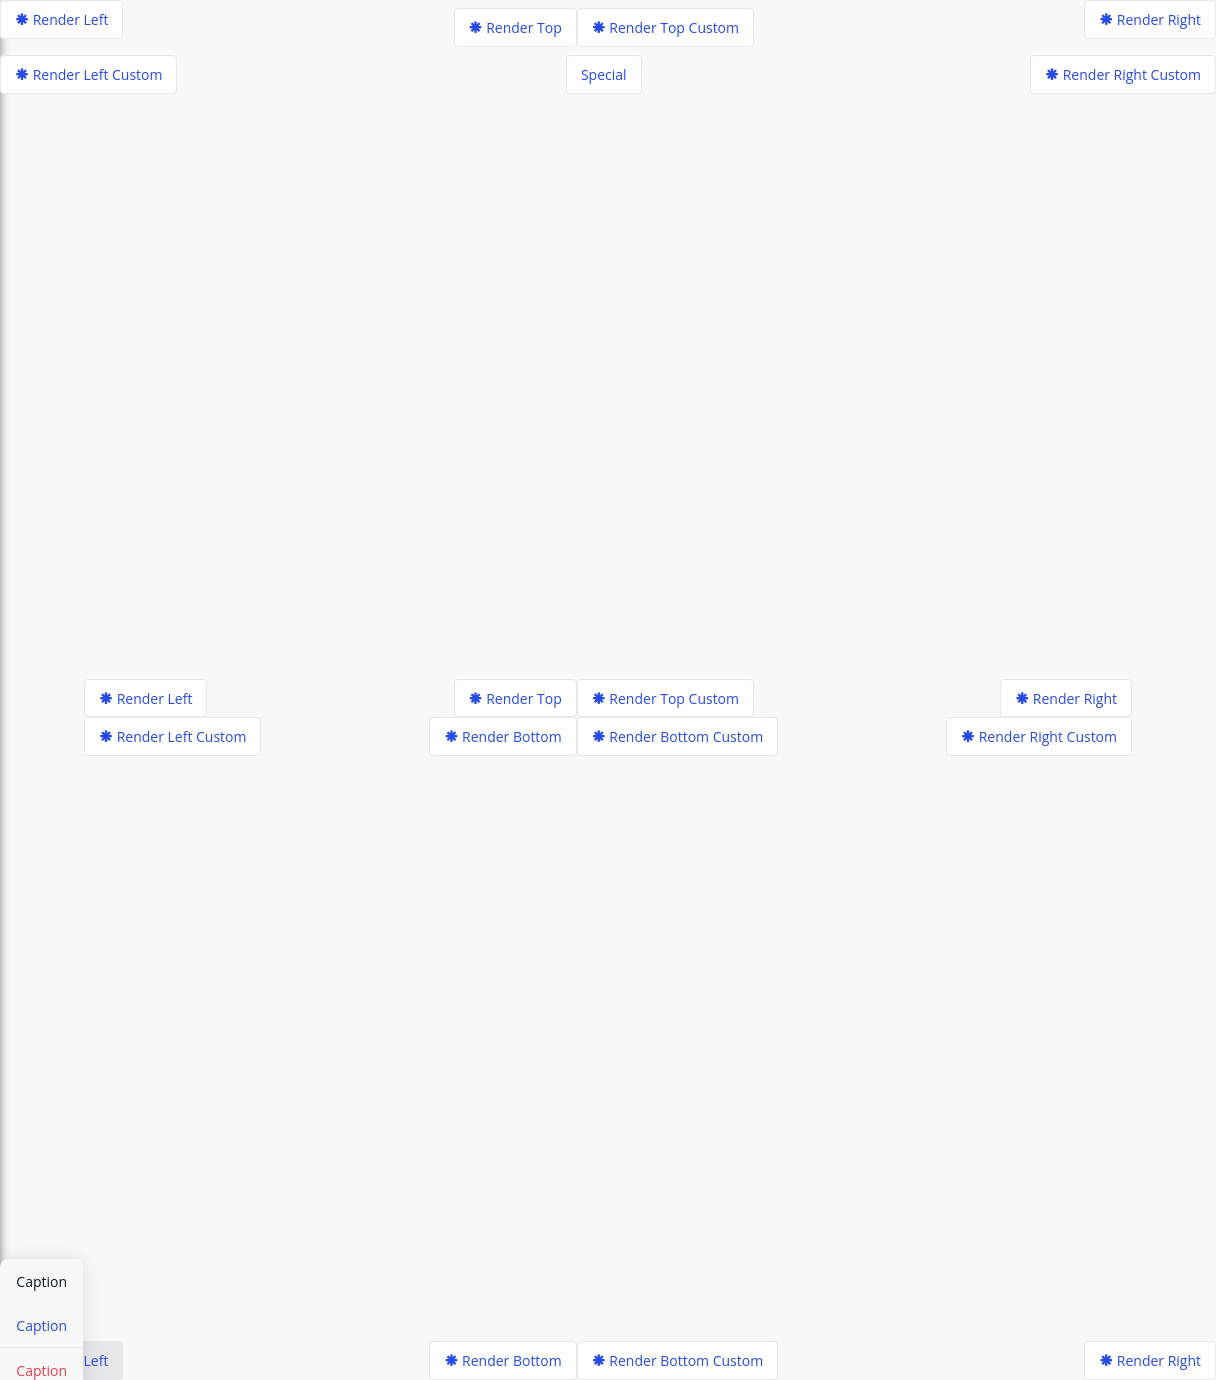 Render Left
Render Top
Render Top Custom
Render Right
Render Left Custom
Special
Render Right Custom
Render Left
Render Top
Render Top Custom
Render Right
Render Left Custom
Render Bottom
Render Bottom Custom
Render Right Custom
Caption
Caption
Caption
Left
Render Bottom
Render Bottom Custom
Render Right